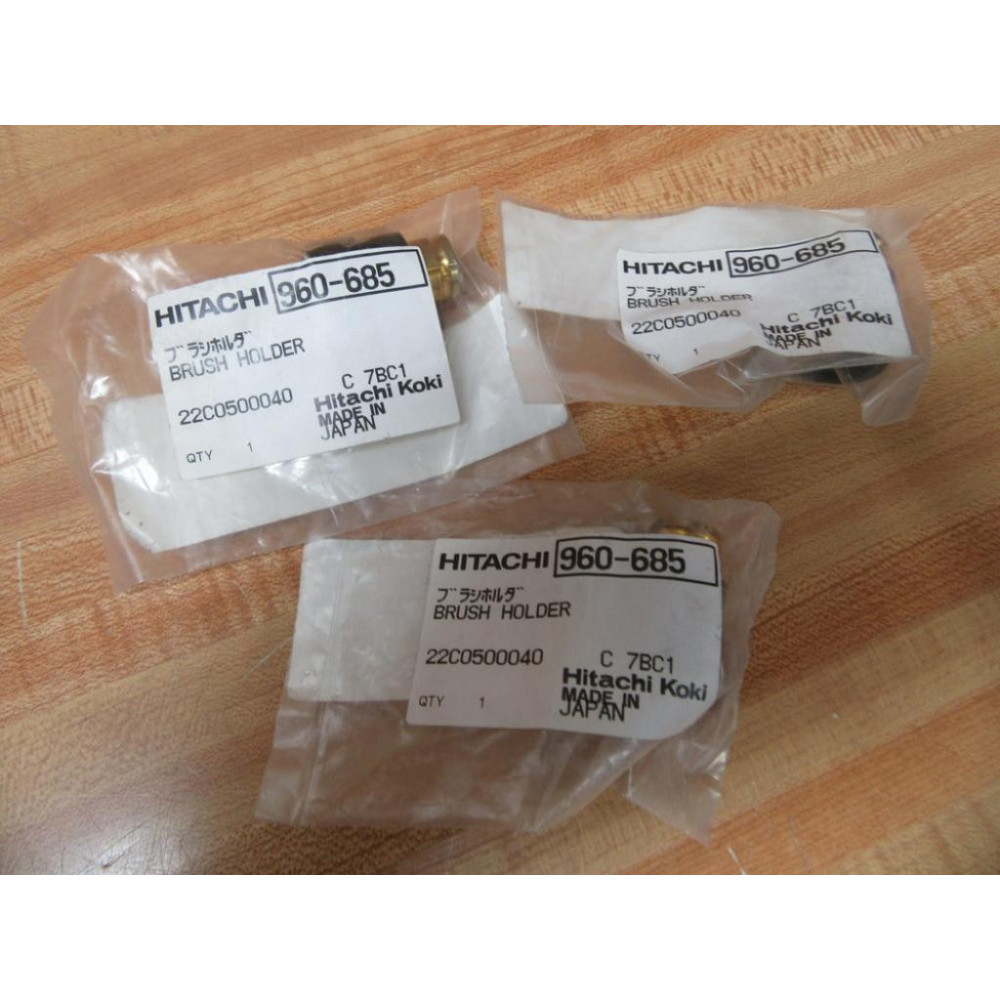 HITACHI 960-685
ブラシホルダ
BRUSH HOLDER
22C0500040 C 7BC1
Hitachi Koki
MADE IN
JAPAN
QTY 1
HITACHI 960-685
ブラシホルダ
BRUSH HOLDER
22C0500040 C 7BC1
Hitachi Koki
MADE IN
JAPAN
QTY 1
HITACHI 960-685
ブラシホルダ
BRUSH HOLDER
22C0500040 C 7BC1
Hitachi Koki
MADE IN
JAPAN
QTY 1